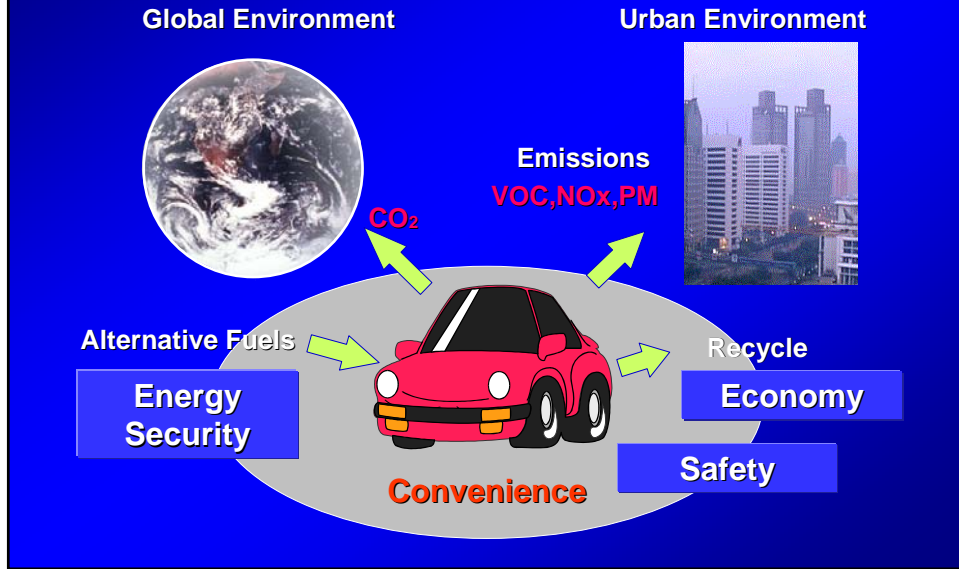 Global Environment
Urban Environment
Emissions
VOC,NOx,PM
CO₂
Alternative Fuels
Recycle
Energy
Security
Economy
Safety
Convenience